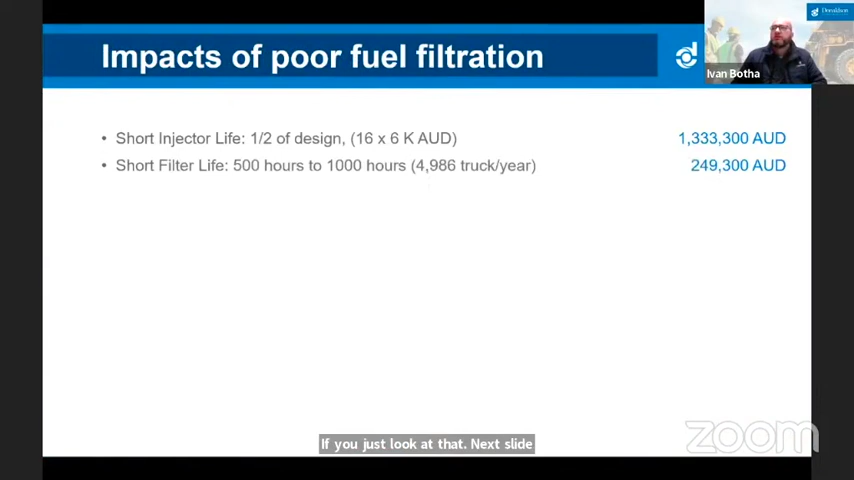 Impacts of poor fuel filtration
Donaldson
Ivan Botha
• Short Injector Life: 1/2 of design, (16 x 6 K AUD) 1,333,300 AUD
• Short Filter Life: 500 hours to 1000 hours (4,986 truck/year) 249,300 AUD
If you just look at that. Next slide
zoom